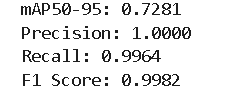 mAP50-95: 0.7281
Precision: 1.0000
Recall: 0.9964
F1 Score: 0.9982